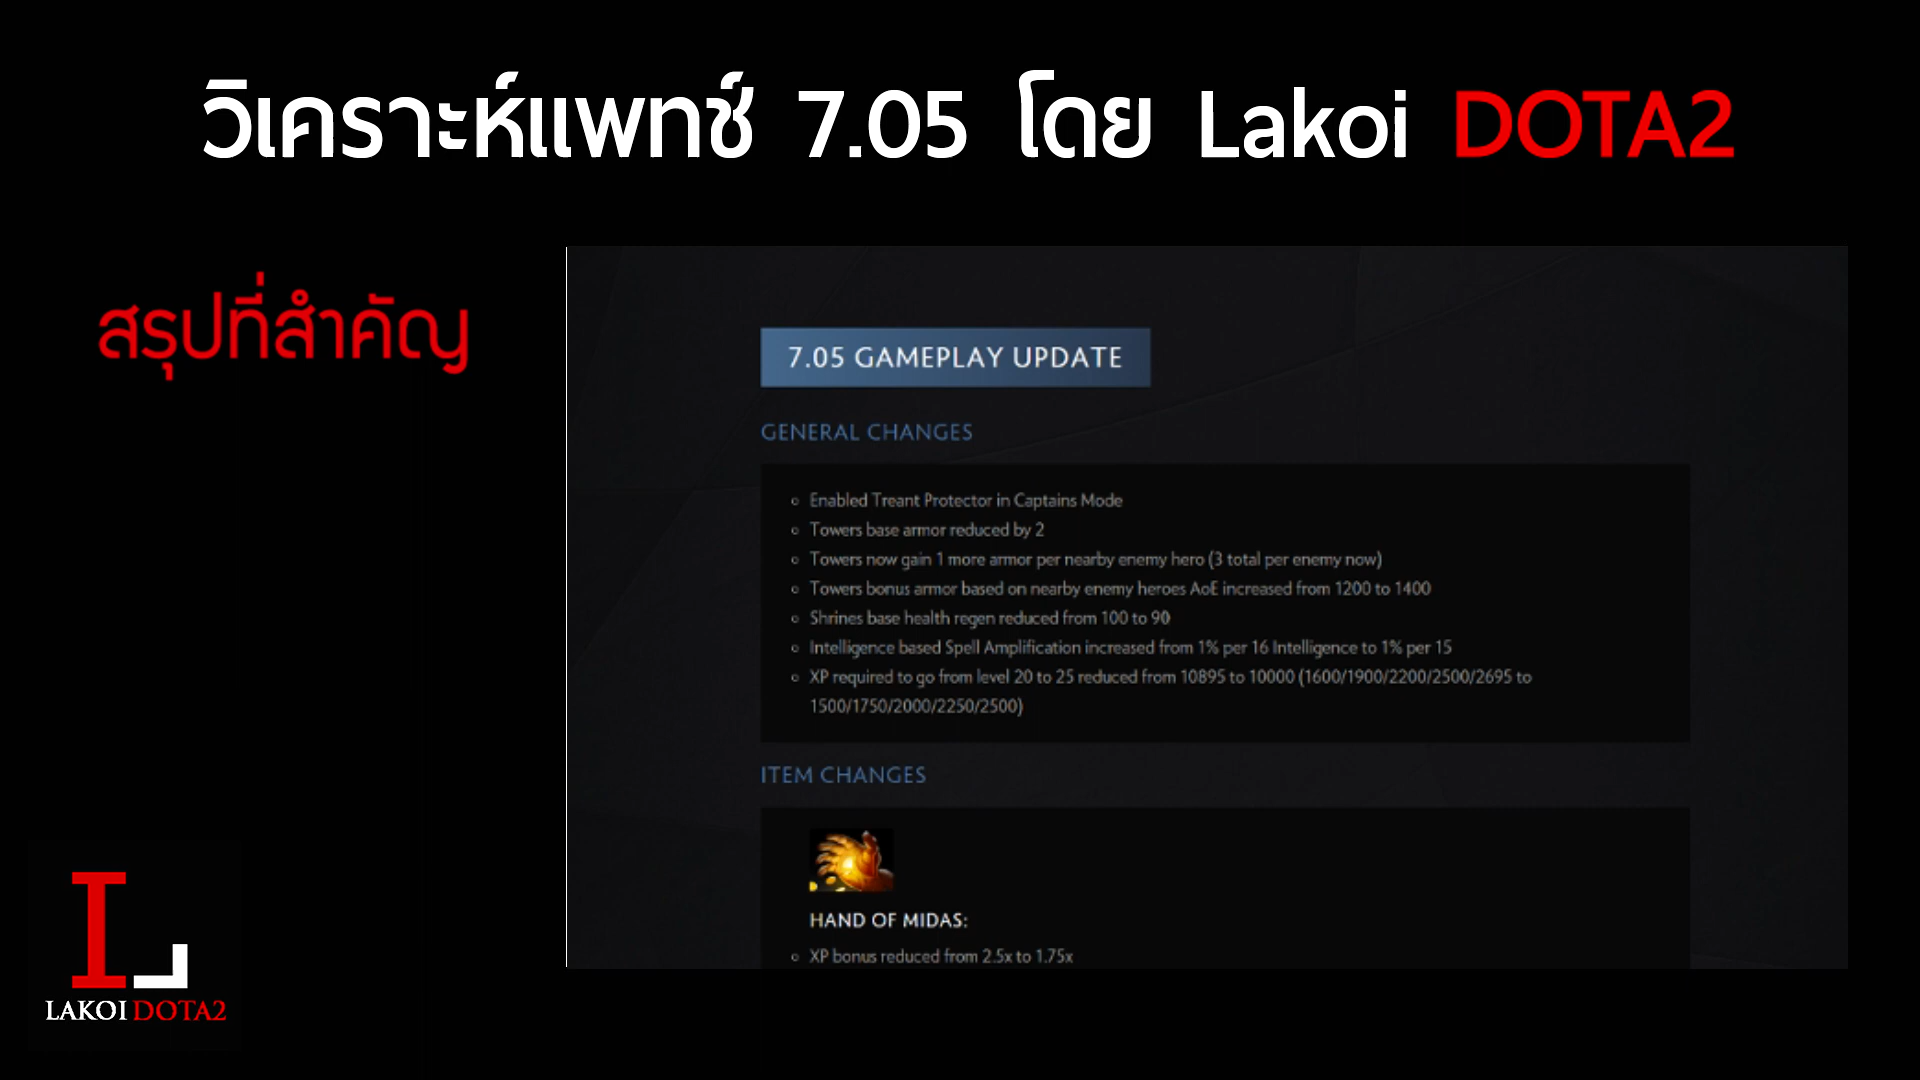 วิเคราะห์แพทช์ 7.05 โดย Lakoi DOTA2
สรุปที่สำคัญ
7.05 GAMEPLAY UPDATE
GENERAL CHANGES
Enabled Treant Protector in Captains Mode
Towers base armor reduced by 2
Towers now gain 1 more armor per nearby enemy hero (3 total per enemy now)
Towers bonus armor based on nearby enemy heroes AoE increased from 1200 to 1400
Shrines base health regen reduced from 100 to 90
Intelligence based Spell Amplification increased from 1% per 16 Intelligence to 1% per 15
XP required to go from level 20 to 25 reduced from 10895 to 10000 (1600/1900/2200/2500/2695 to
1500/1750/2000/2250/2500)
ITEM CHANGES
HAND OF MIDAS:
XP bonus reduced from 2.5x to 1.75x
L
LAKOI DOTA2